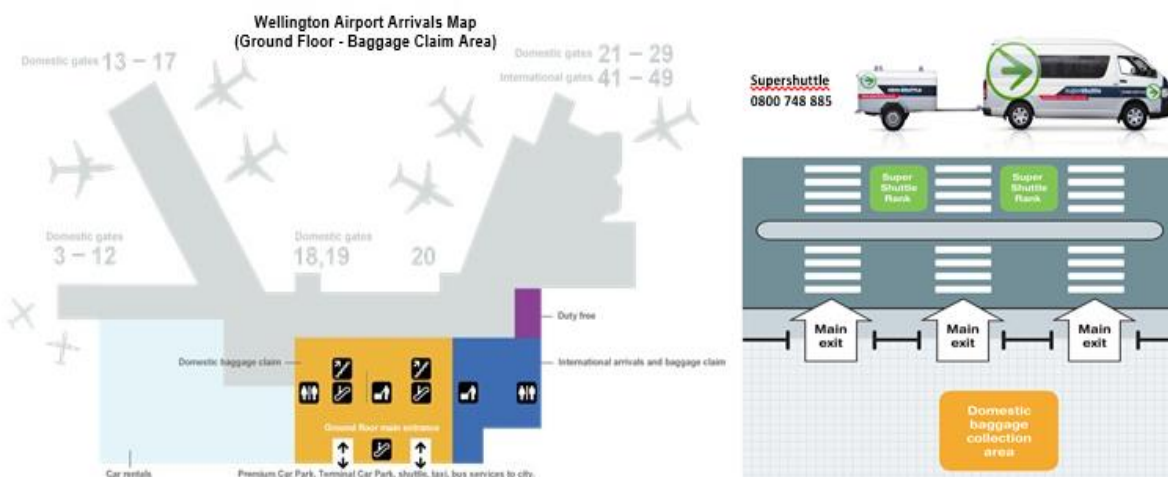 Wellington Airport Arrivals Map
(Ground Floor - Baggage Claim Area)
Domestic gates 13 – 17
Domestic gates 21 – 29
International gates 41 – 49
Domestic gates
3 – 12
Domestic gates
18,19
20
Duty free
Domestic baggage claim
International arrivals and baggage claim
Ground floor main entrance
Car rentals
Premium Car Park, Terminal Car Park, shuttle, taxi, bus services to city.
Supershuttle
0800 748 885
Super
Shuttle
Rank
Super
Shuttle
Rank
Main
exit
Main
exit
Main
exit
Domestic
baggage
collection
area